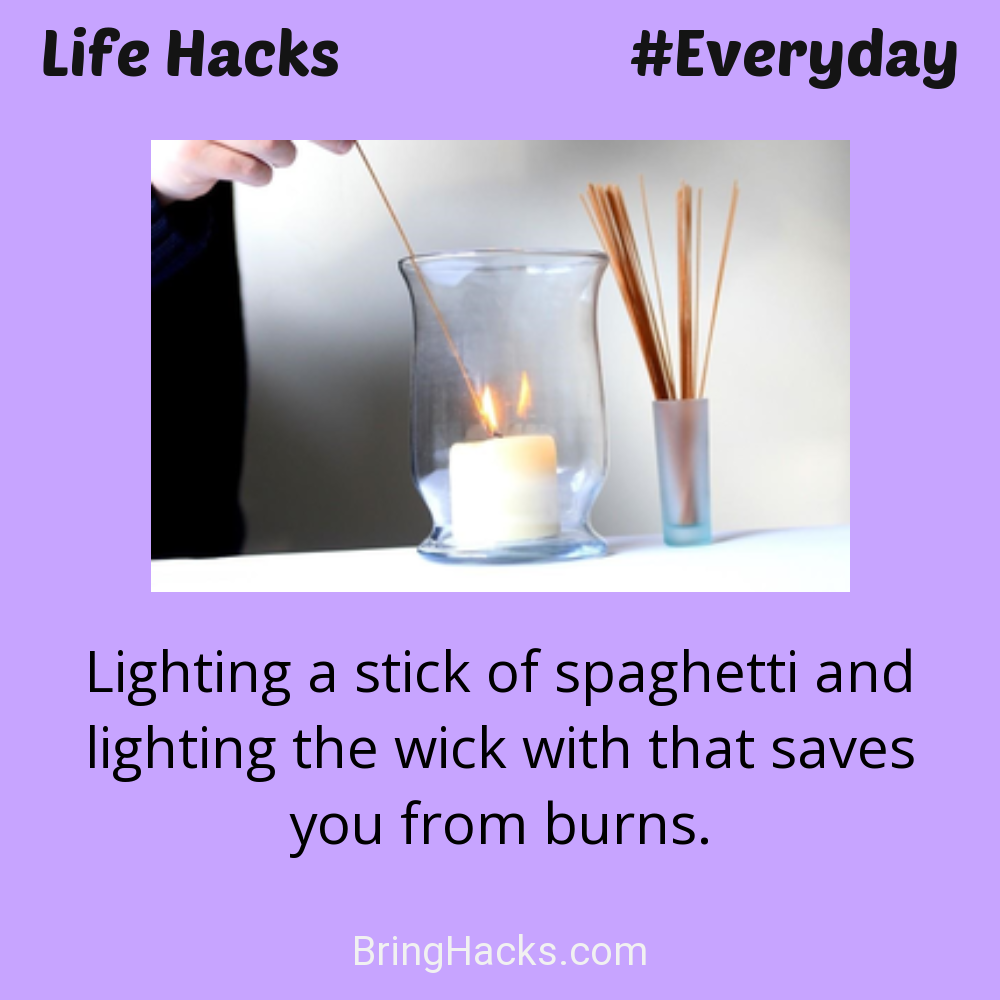 Life Hacks #Everyday
Lighting a stick of spaghetti and
lighting the wick with that saves
you from burns.
BringHacks.com